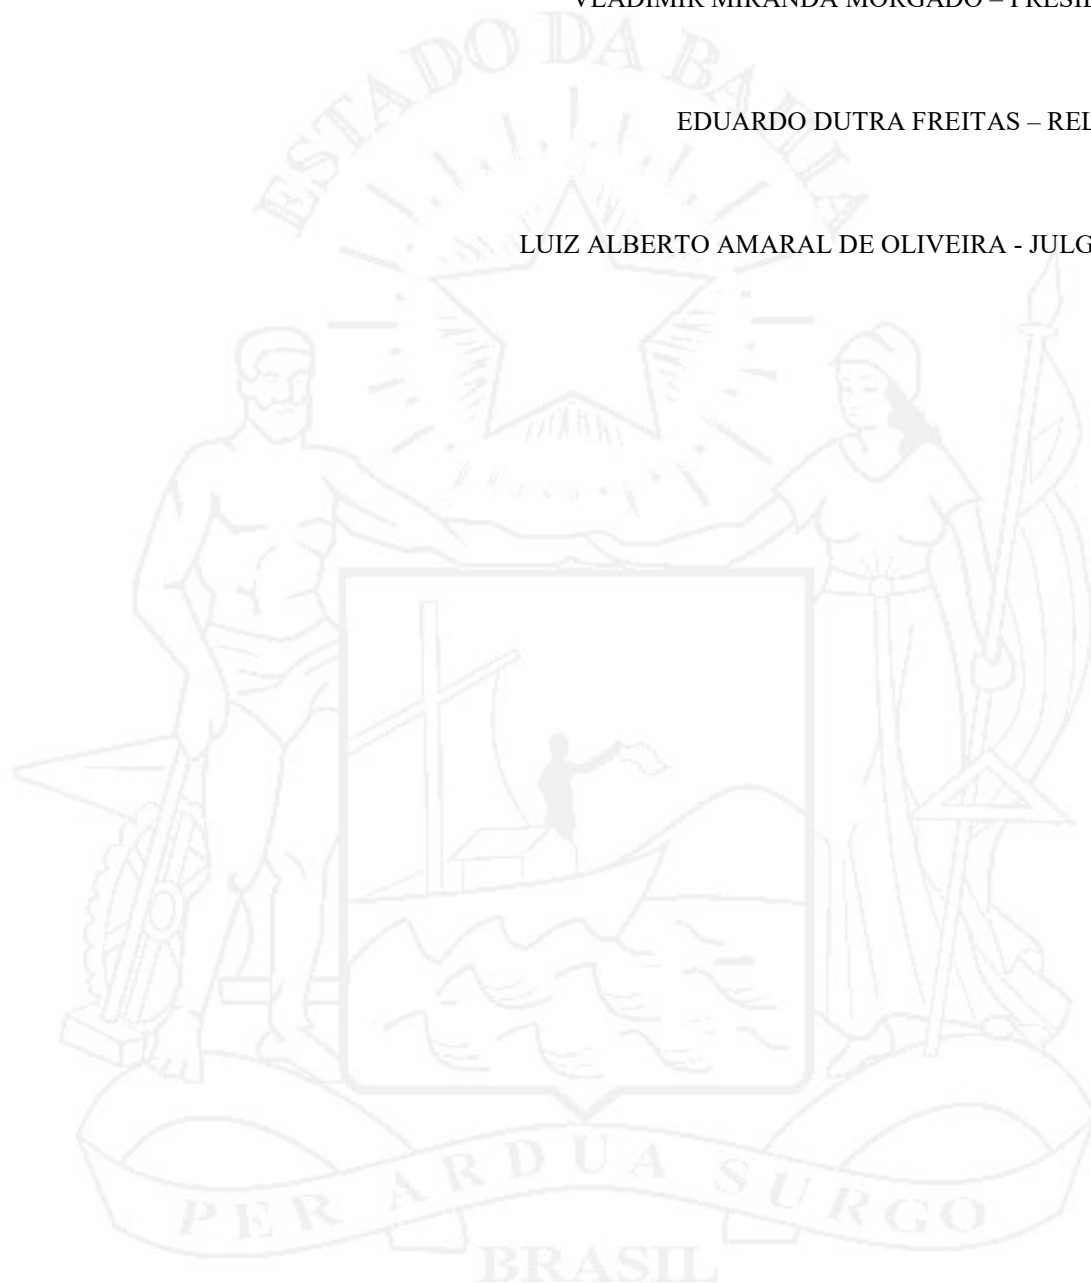 VLADIMIR MIRANDA MORGADO – PRESI
EDUARDO DUTRA FREITAS – REL
LUIZ ALBERTO AMARAL DE OLIVEIRA - JULG
ESTADO DA BAHIA
PER ARDUA SURGO
BRASIL